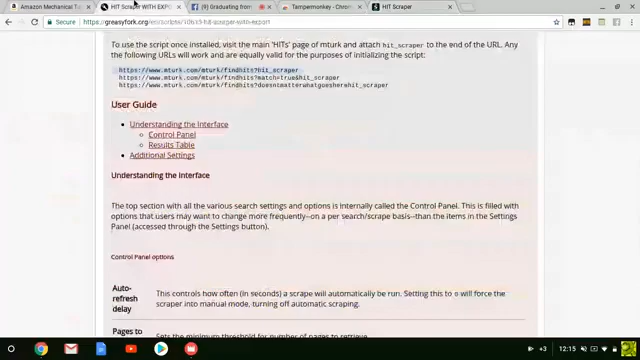 Amazon Mechanical Tu
HIT Scraper WITH EXPO
(9) Graduating from
Tampermonkey - Chro
HIT Scraper
https://greasyfork.org/en/scripts/10615-hit-scraper-with-export
To use the script once installed, visit the main 'HITs' page of mturk and attach hit_scraper to the end of the URL. Any
the following URLs will work and are equally valid for the purposes of initializing the script:
https://www.mturk.com/mturk/findhits?hit_scraper
https://www.mturk.com/mturk/findhits?match=true&hit_scraper
https://www.mturk.com/mturk/findhits?doesntmatterwhatgoeshere&hit_scraper
User Guide
Understanding the Interface
Control Panel
Results Table
Additional Settings
Understanding the Interface
The top section with all the various search settings and options is internally called the Control Panel. This is filled with
options that users may want to change more frequently--on a per search/scrape basis--than the items in the Settings
Panel (accessed through the Settings button).
Control Panel options
Auto-
refresh
delay
This controls how often (in seconds) a scrape will automatically be run. Setting this to 0 will force the
scraper into manual mode, turning off automatic scraping.
Pages to
Sets the minimum threshold for number of pages to retrieve.
+3
12:15